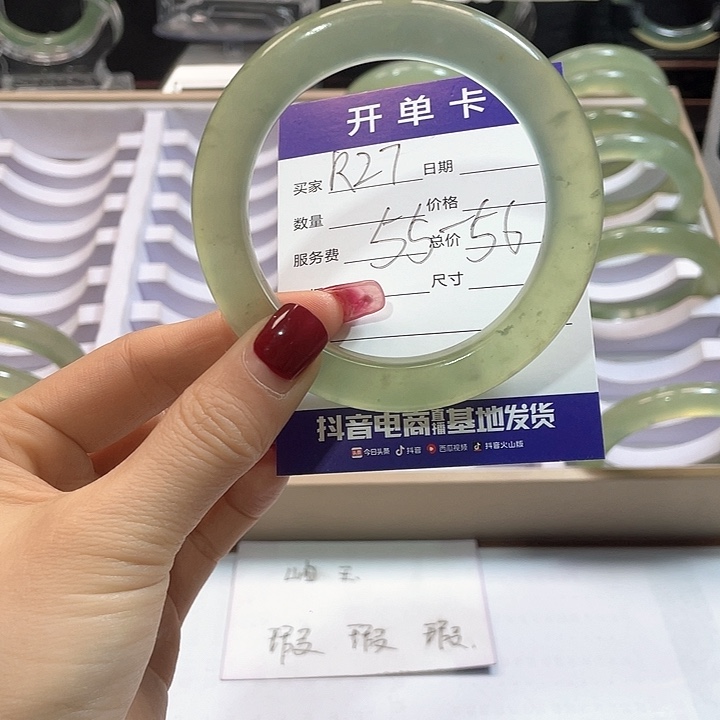 开单卡
买家 R27 日期
数量 价格
服务费 55-56 总价
尺寸
抖音电商直播基地发货
今日头条 抖音 西瓜视频 抖音火山版
岫玉
瑕 瑕 瑕.